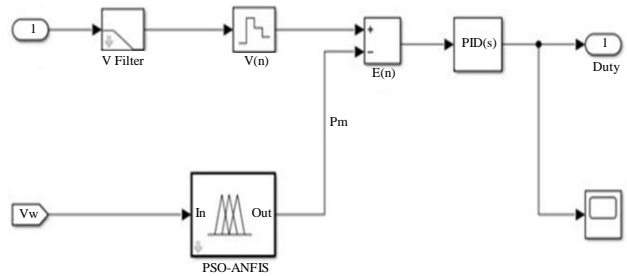 1
V Filter
V(n)
+
−
E(n)
PID(s)
1
Duty
Pm
Vw
In
Out
PSO-ANFIS